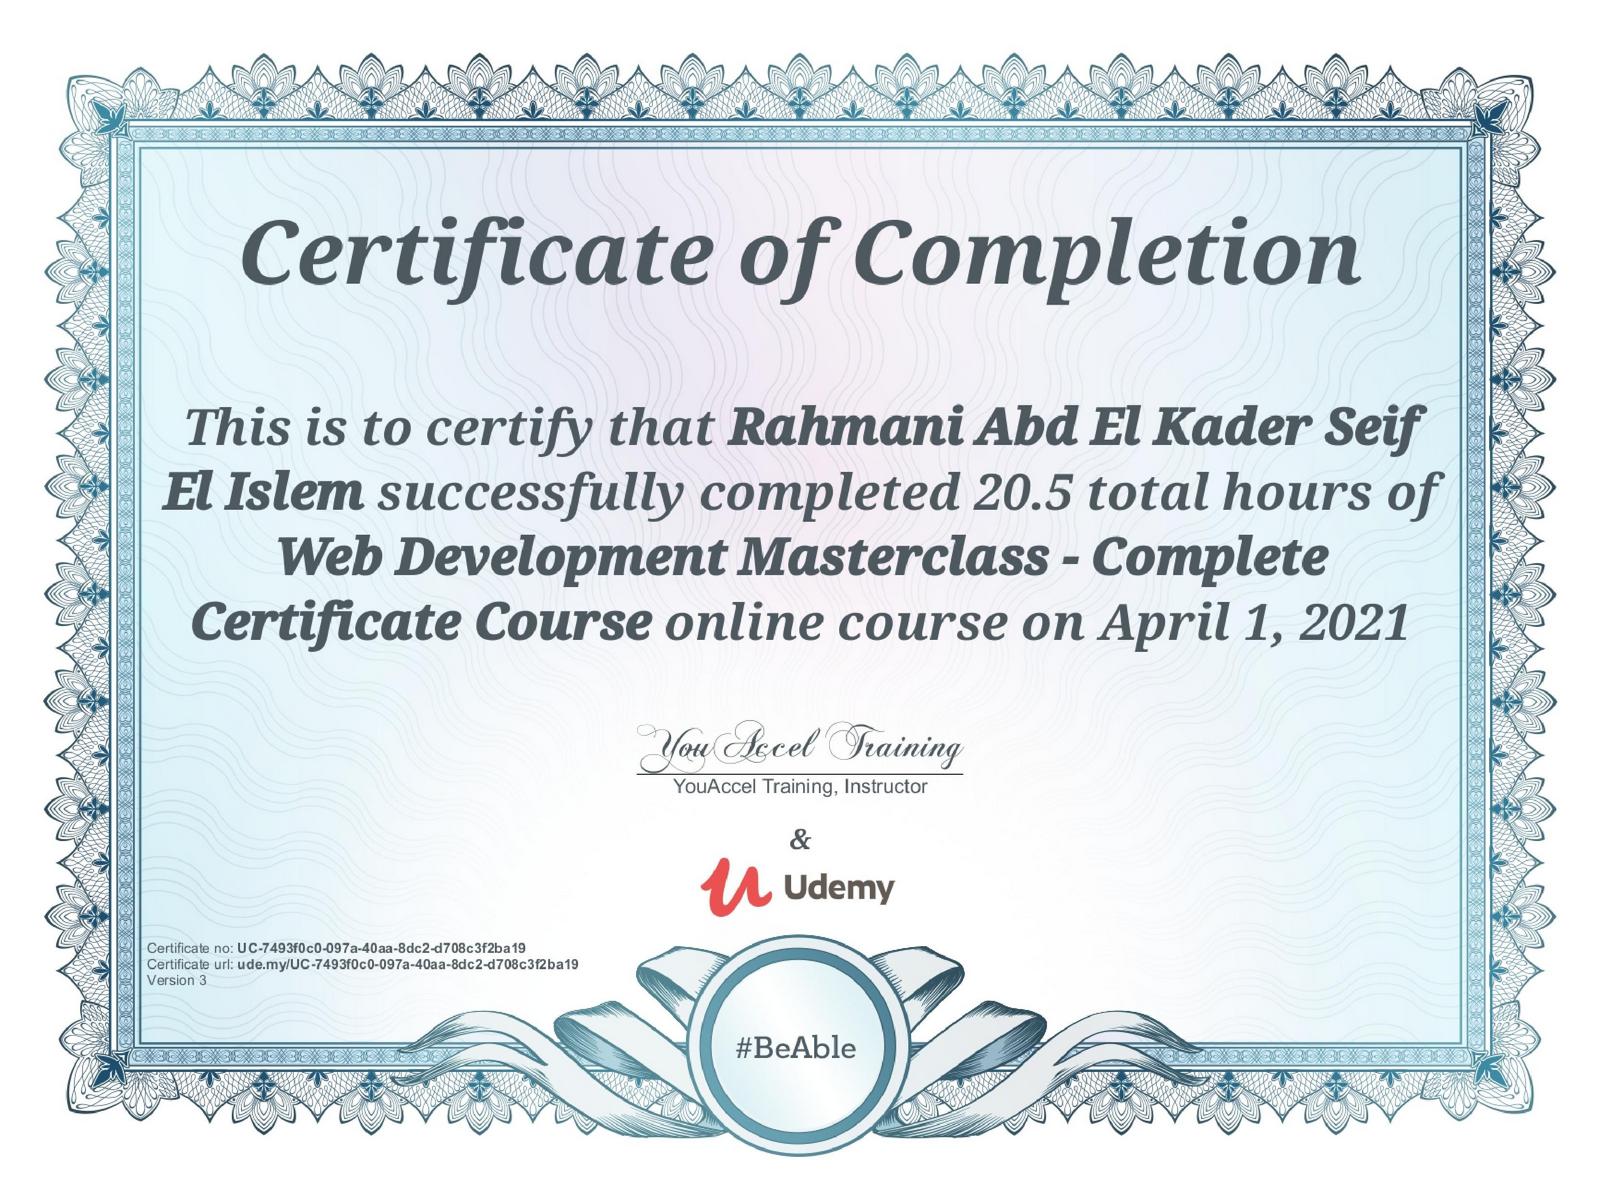 Certificate of Completion
This is to certify that Rahmani Abd El Kader Seif
El Islem successfully completed 20.5 total hours of
Web Development Masterclass - Complete
Certificate Course online course on April 1, 2021
YouAccel Training
YouAccel Training, Instructor
&
Udemy
Certificate no: UC-7493f0c0-097a-40aa-8dc2-d708c3f2ba19
Certificate url: ude.my/UC-7493f0c0-097a-40aa-8dc2-d708c3f2ba19
Version 3
#BeAble